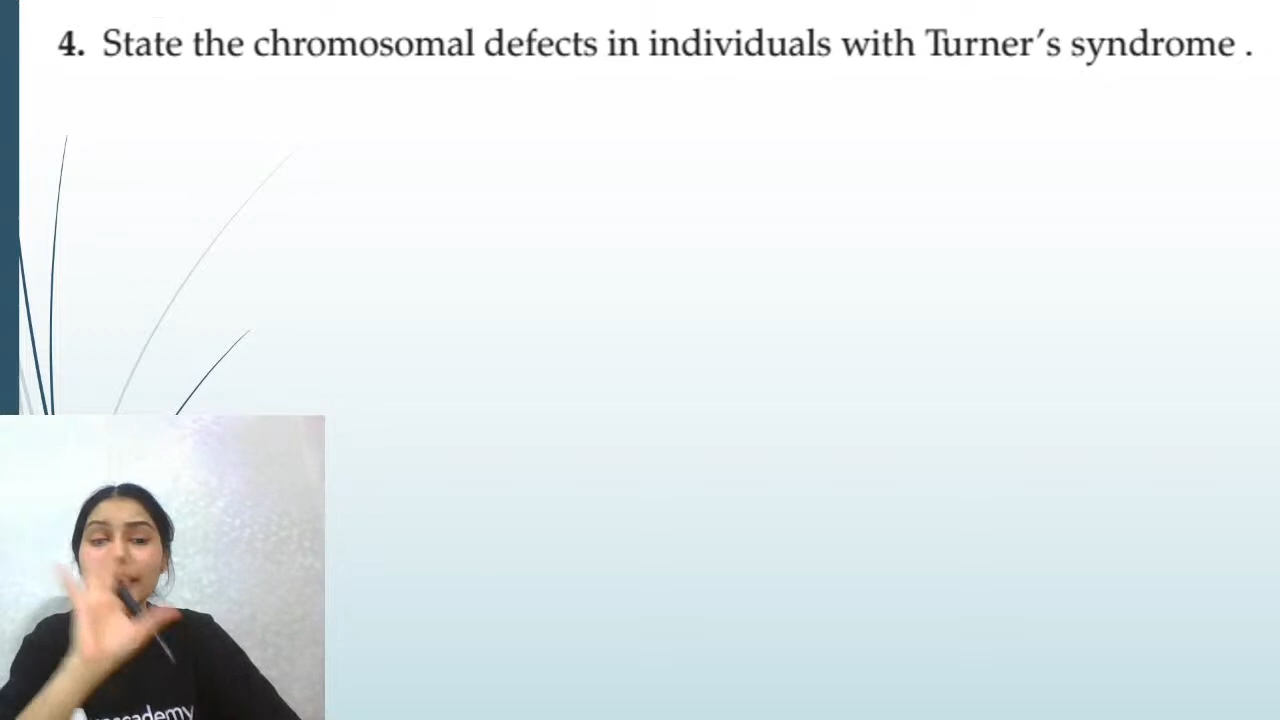 4. State the chromosomal defects in individuals with Turner's syndrome .